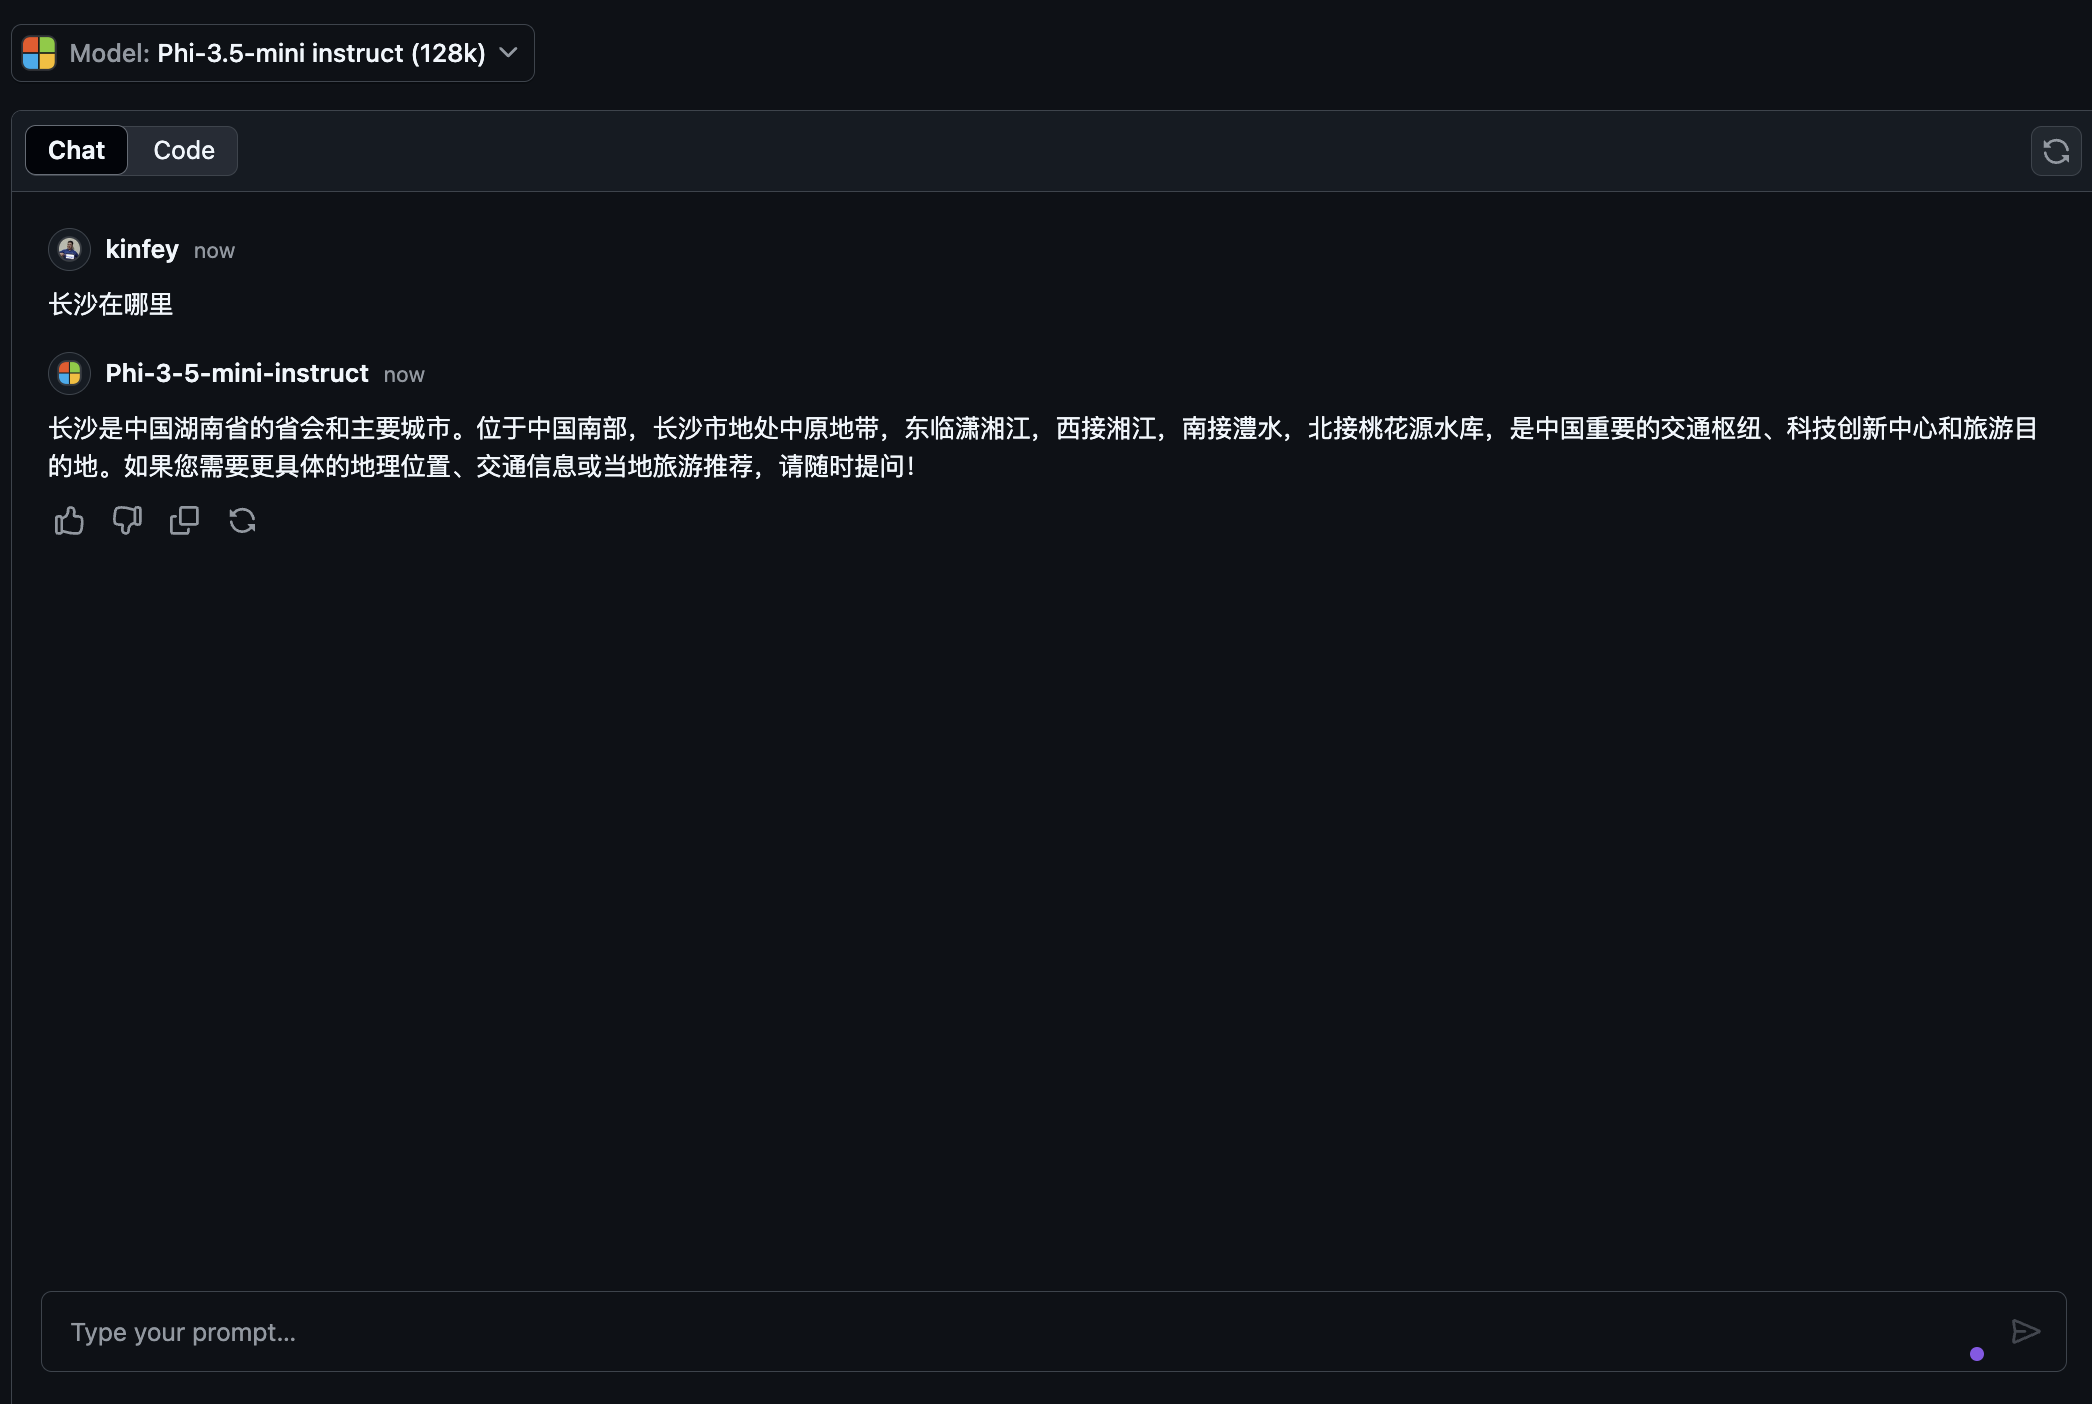 Model: Phi-3.5-mini instruct (128k)
Chat
Code
kinfey now
长沙在哪里
Phi-3-5-mini-instruct now
长沙是中国湖南省的省会和主要城市。位于中国南部，长沙市地处中原地带，东临潇湘江，西接湘江，南接澧水，北接桃花源水库，是中国重要的交通枢纽、科技创新中心和旅游目
的地。如果您需要更具体的地理位置、交通信息或当地旅游推荐，请随时提问！
Type your prompt...